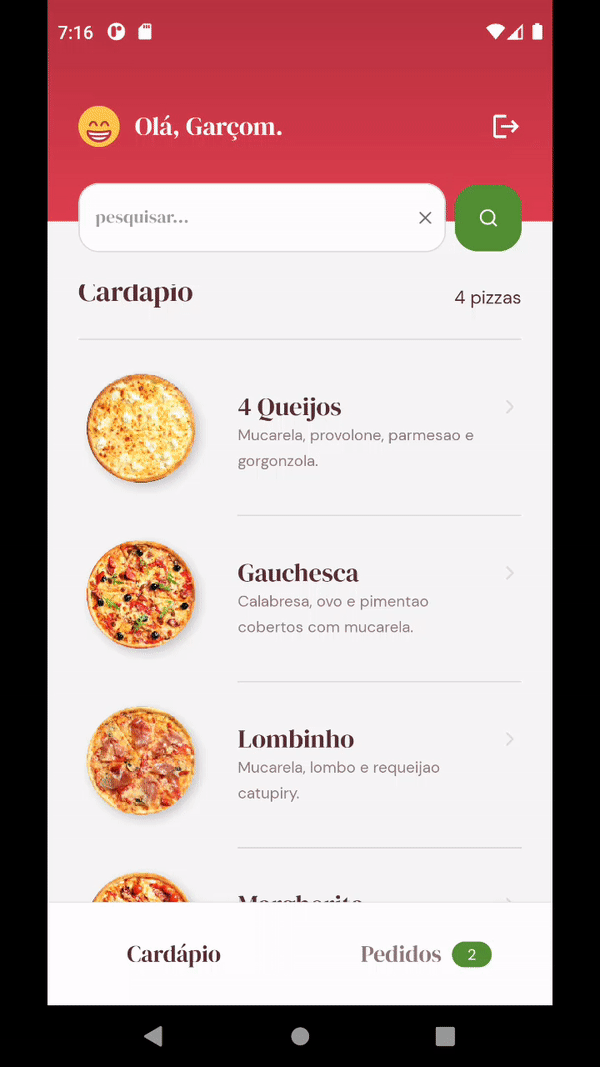 7:16
Olá, Garçom.
pesquisar...
Cardápio
4 pizzas
4 Queijos
Mucarela, provolone, parmesao e
gorgonzola.
Gauchesca
Calabresa, ovo e pimentao
cobertos com mucarela.
Lombinho
Mucarela, lombo e requeijao
catupiry.
Margherita
Cardápio
Pedidos 2